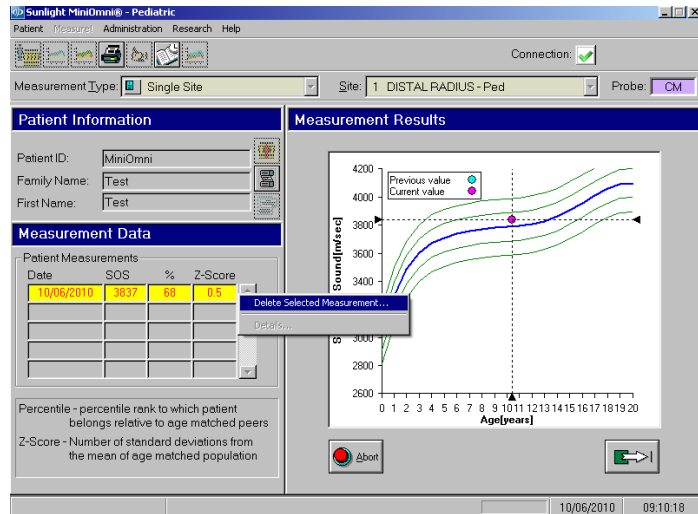 Sunlight MiniOmni® - Pediatric
Patient Measure! Administration Research Help
Connection:
Measurement Type: Single Site Site: 1 DISTAL RADIUS - Ped Probe: CM
Patient Information
Patient ID: MiniOmni
Family Name: Test
First Name: Test
Measurement Data
Patient Measurements
Date SOS % Z-Score
10/06/2010 3837 68 0.5
Delete Selected Measurement...
Details...
Percentile - percentile rank to which patient
belongs relative to age matched peers
Z-Score - Number of standard deviations from
the mean of age matched population
Measurement Results
Previous value
Current value
4200
4000
3800
3600
3400
3000
2800
2600
Sound[m/sec]
0 1 2 3 4 5 6 7 8 9 10 11 12 13 14 15 16 17 18 19 20
Age[years]
Abort
10/06/2010 09:10:18